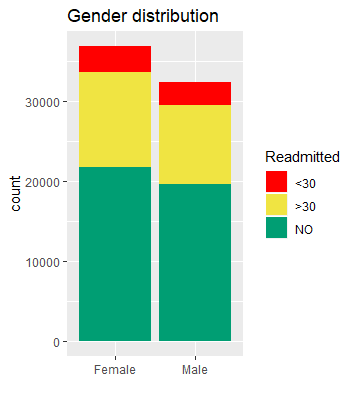 Gender distribution
30000
20000
10000
0
count
Female
Male
Readmitted
<30
>30
NO